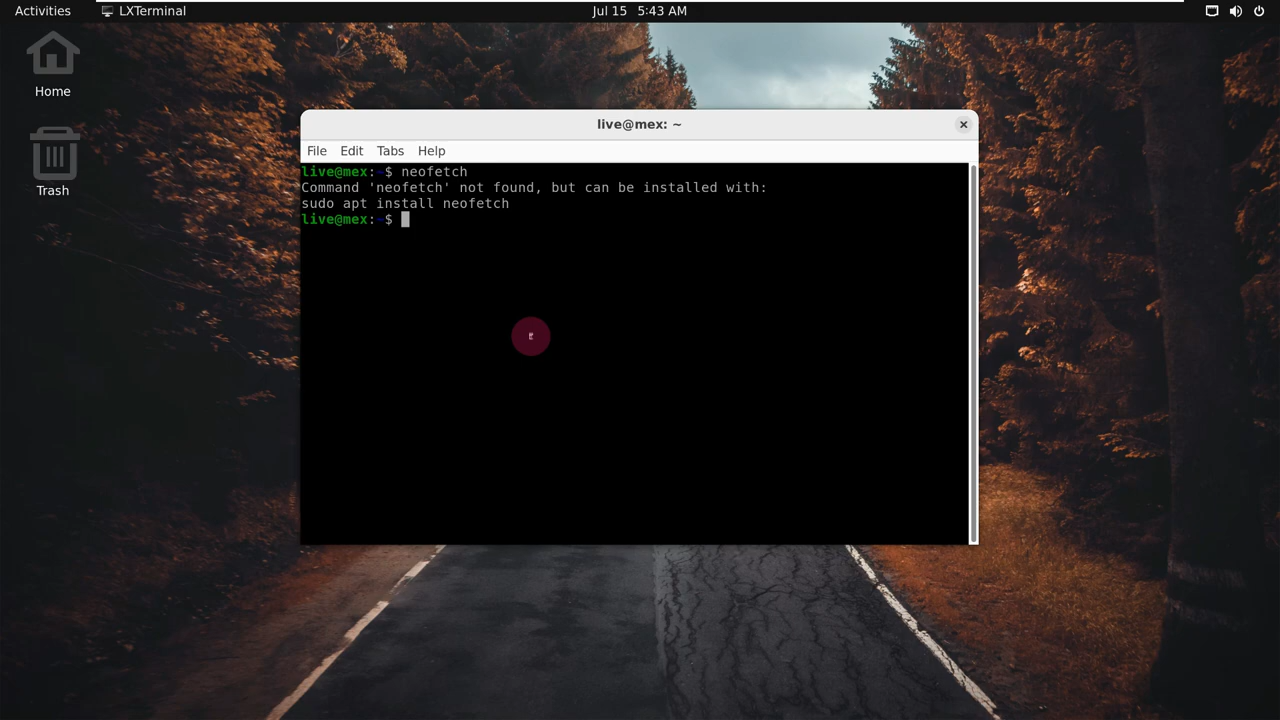 Activities
LXTerminal
Jul 15 5:43 AM
Home
Trash
live@mex: ~
File Edit Tabs Help
live@mex:~$ neofetch
Command 'neofetch' not found, but can be installed with:
sudo apt install neofetch
live@mex:~$